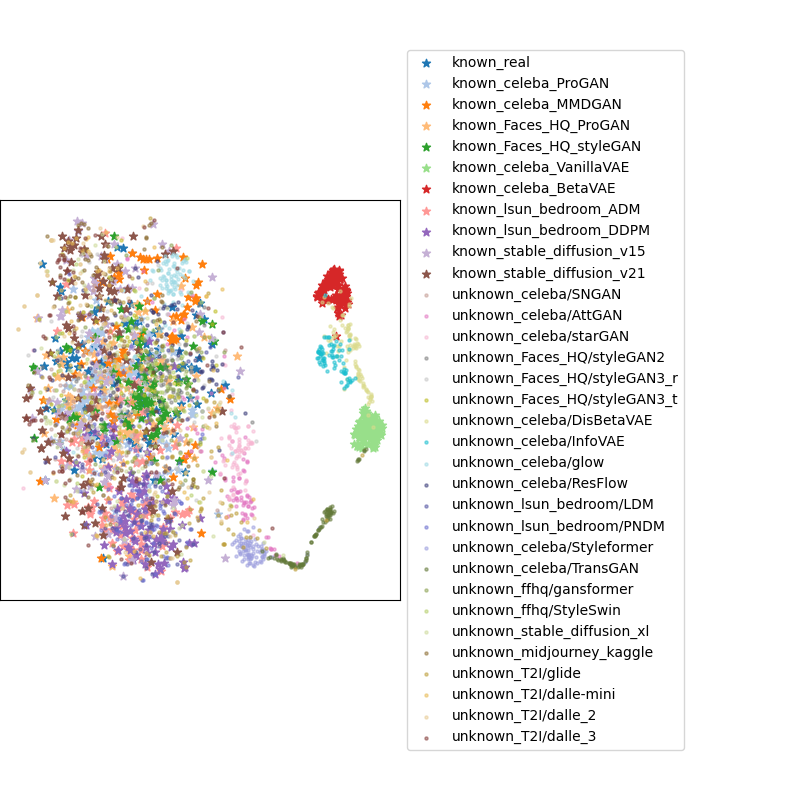 known_real
known_celeba_ProGAN
known_celeba_MMDGAN
known_Faces_HQ_ProGAN
known_Faces_HQ_styleGAN
known_celeba_VanillaVAE
known_celeba_BetaVAE
known_lsun_bedroom_ADM
known_lsun_bedroom_DDPM
known_stable_diffusion_v15
known_stable_diffusion_v21
unknown_celeba/SNGAN
unknown_celeba/AttGAN
unknown_celeba/starGAN
unknown_Faces_HQ/styleGAN2
unknown_Faces_HQ/styleGAN3_r
unknown_Faces_HQ/styleGAN3_t
unknown_celeba/DisBetaVAE
unknown_celeba/InfoVAE
unknown_celeba/glow
unknown_celeba/ResFlow
unknown_lsun_bedroom/LDM
unknown_lsun_bedroom/PNDM
unknown_celeba/Styleformer
unknown_celeba/TransGAN
unknown_ffhq/gansformer
unknown_ffhq/StyleSwin
unknown_stable_diffusion_xl
unknown_midjourney_kaggle
unknown_T2I/glide
unknown_T2I/dalle-mini
unknown_T2I/dalle_2
unknown_T2I/dalle_3